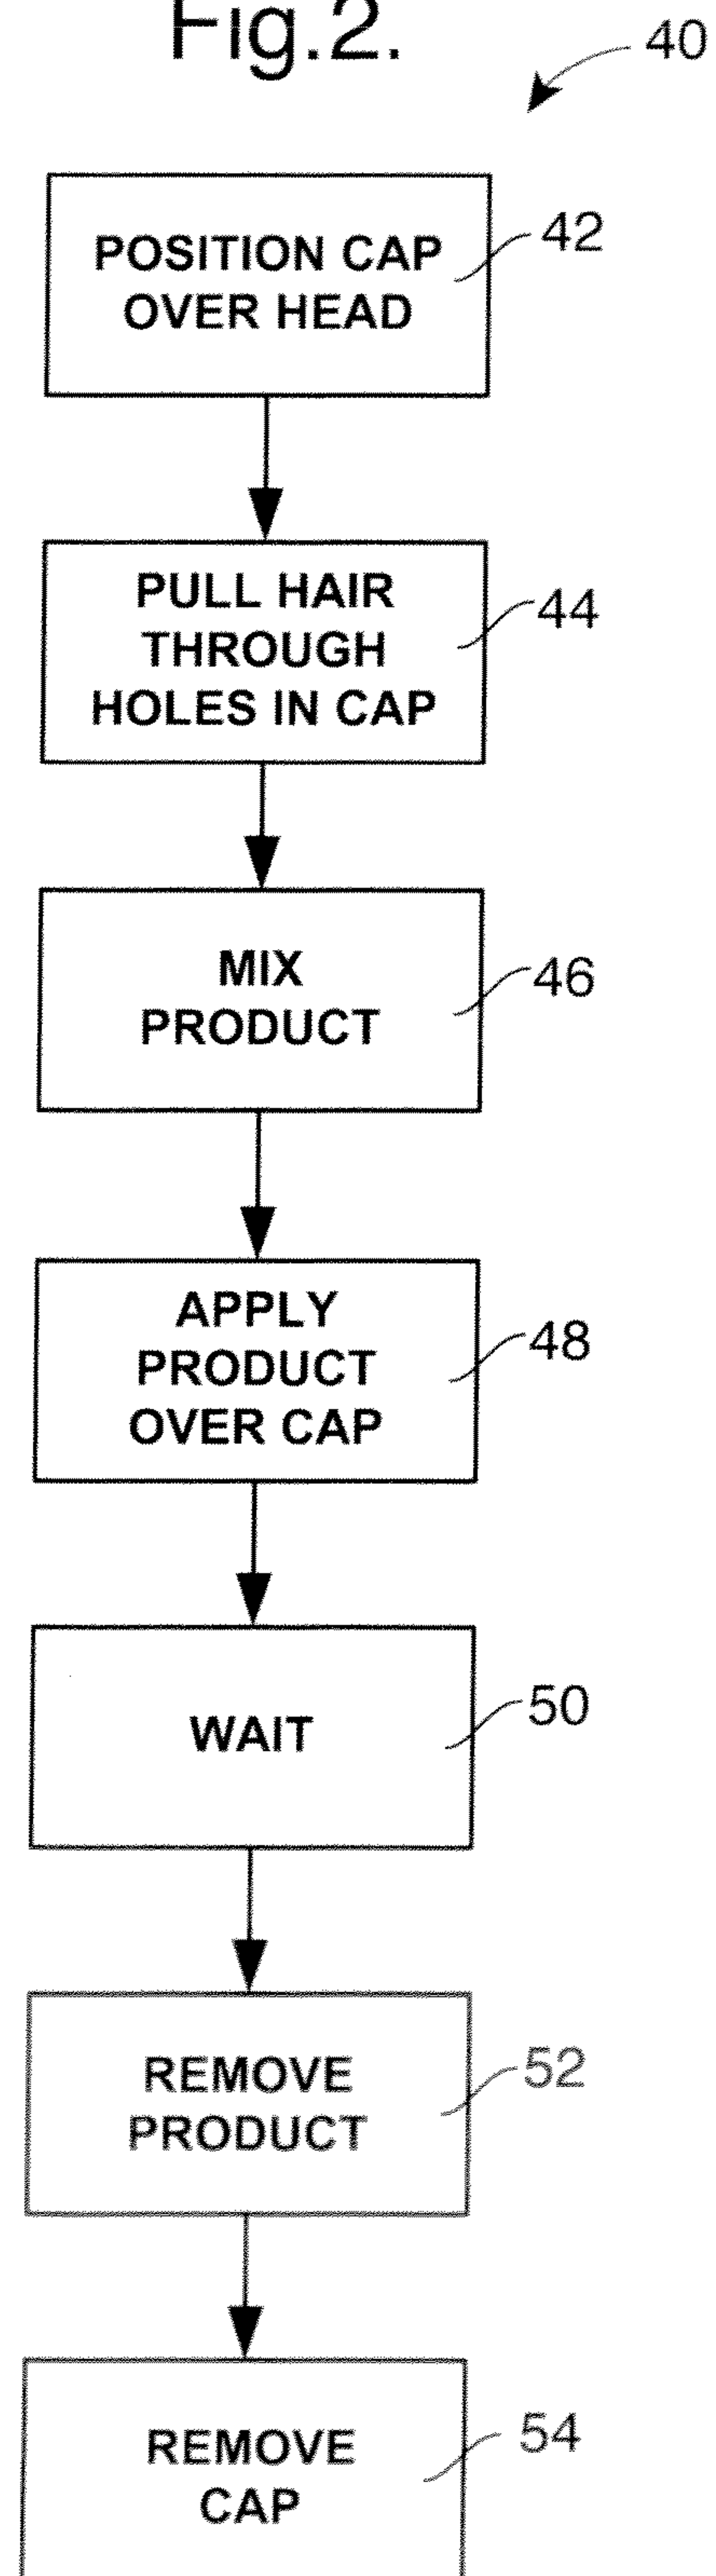 Fig.2.
40
POSITION CAP
OVER HEAD
42
PULL HAIR
THROUGH
HOLES IN CAP
44
MIX
PRODUCT
46
APPLY
PRODUCT
OVER CAP
48
WAIT
50
REMOVE
PRODUCT
52
REMOVE
CAP
54